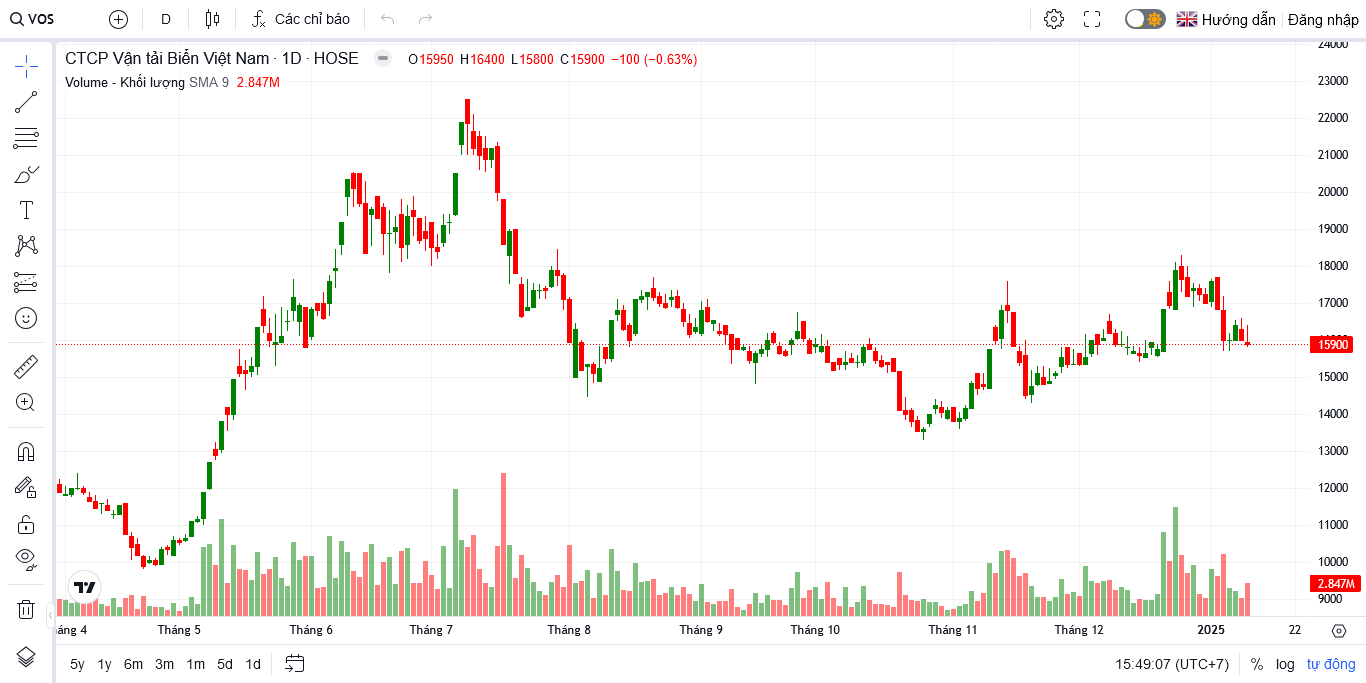 VOS D Các chỉ báo Hướng dẫn Đăng nhập
CTCP Vận tải Biển Việt Nam · 1D · HOSE O15950 H16400 L15800 C15900 −100 (−0.63%)
Volume - Khối lượng SMA 9 2.847M
24000
23000
22000
21000
20000
19000
18000
17000
15900
15000
14000
13000
12000
11000
10000
2.847M
9000
áng 4 Tháng 5 Tháng 6 Tháng 7 Tháng 8 Tháng 9 Tháng 10 Tháng 11 Tháng 12 2025 22
5y 1y 6m 3m 1m 5d 1d 15:49:07 (UTC+7) % log tự động